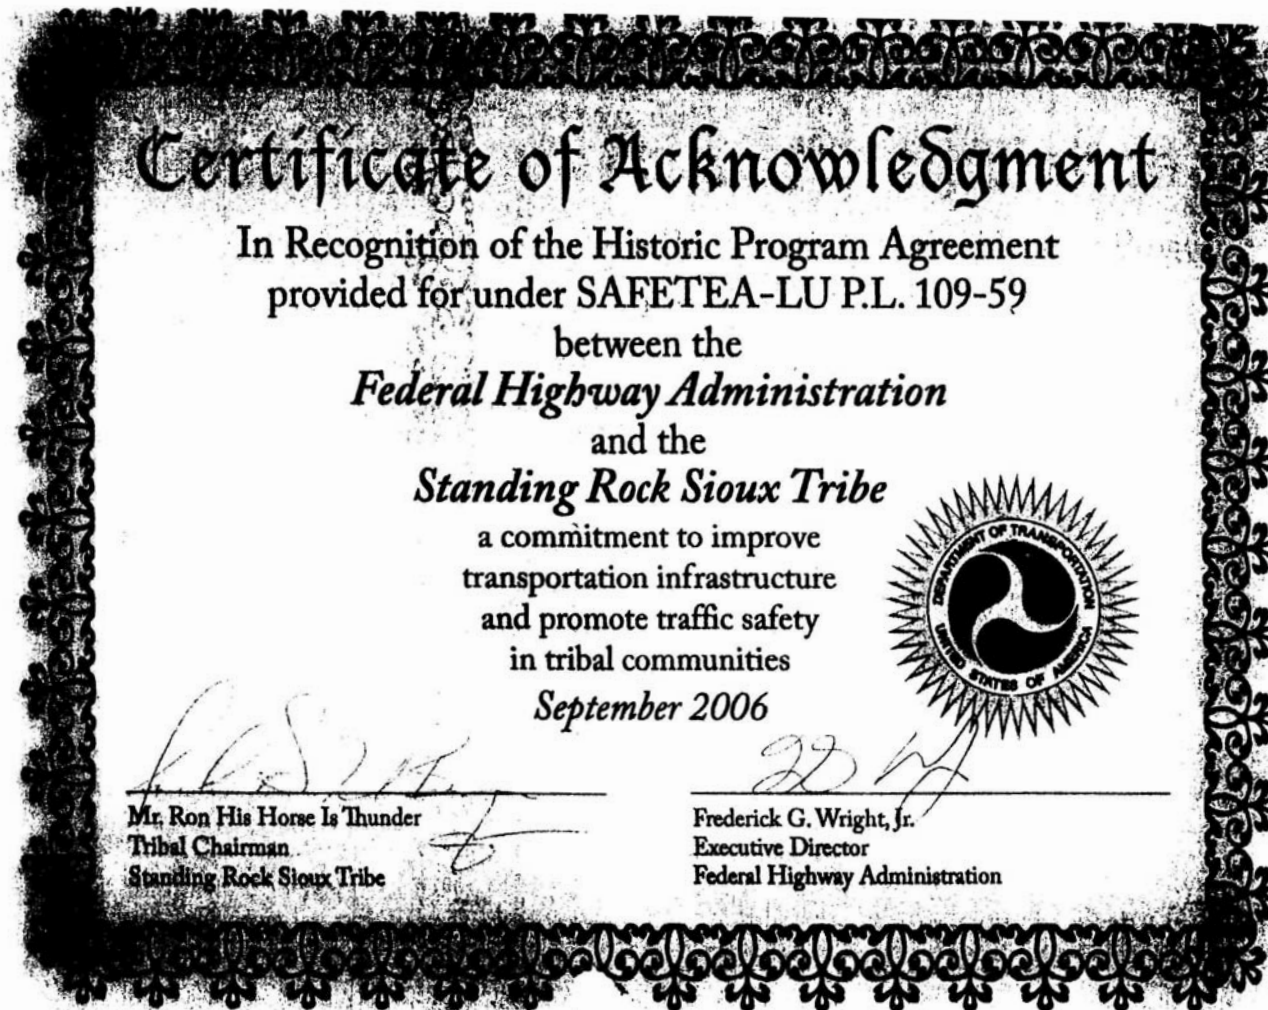 Certificate of Acknowledgment
In Recognition of the Historic Program Agreement
provided for under SAFETEA-LU P.L. 109-59
between the
Federal Highway Administration
and the
Standing Rock Sioux Tribe
a commitment to improve
transportation infrastructure
and promote traffic safety
in tribal communities
September 2006
DEPARTMENT OF TRANSPORTATION
UNITED STATES OF AMERICA
Mr. Ron His Horse Is Thunder
Tribal Chairman
Standing Rock Sioux Tribe
Frederick G. Wright, Jr.
Executive Director
Federal Highway Administration